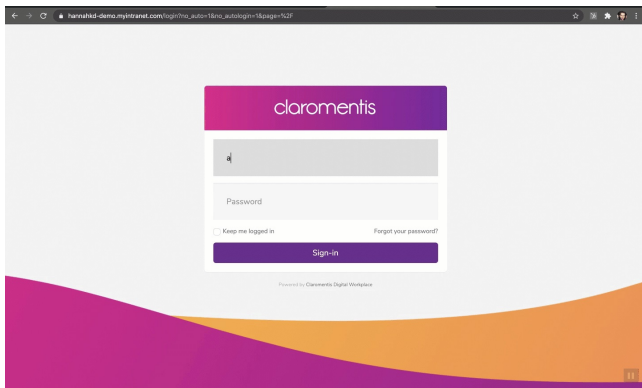 hannahkd-demo.myintranet.com/login?no_auto=1&no_autologin=1&page=%2F
claromentis
a
Password
Keep me logged in Forgot your password?
Sign-in
Powered by Claromentis Digital Workplace